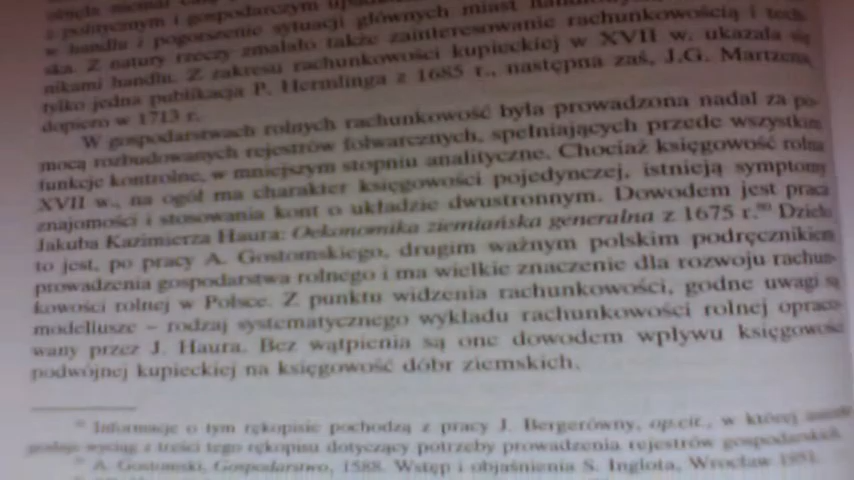 z politycznym i gospodarczym
w handlu i pogorszenie sytuacji głównych miast
ska. Z natury rzeczy zmalało także zainteresowanie rachunkowością i tech-
nikami handlu. Z zakresu rachunkowości kupieckiej w XVII w. ukazała się
tylko jedna publikacja P. Hermlinga z 1685 r., następna zaś, J.G. Martzena,
dopiero w 1713 r.
W gospodarstwach rolnych rachunkowość była prowadzona nadal za po-
mocą rozbudowanych rejestrów folwarcznych, spełniających przede wszystkim
funkcje kontrolne, w mniejszym stopniu analityczne. Chociaż księgowość rolna
XVII w., na ogół ma charakter księgowości pojedynczej, istnieją symptomy
znajomości i stosowania kont o układzie dwustronnym. Dowodem jest praca
Jakuba Kazimierza Haura: Oekonomika ziemiańska generalna z 1675 r. Dzieło
to jest, po pracy A. Gostomskiego, drugim ważnym polskim podręcznikiem
prowadzenia gospodarstwa rolnego i ma wielkie znaczenie dla rozwoju rachun-
kowości rolnej w Polsce. Z punktu widzenia rachunkowości, godne uwagi są
modeliusze – rodzaj systematycznego wykładu rachunkowości rolnej opraco-
wany przez J. Haura. Bez wątpienia są one dowodem wpływu księgowości
podwójnej kupieckiej na księgowość dóbr ziemskich.
Informacje o tym rękopisie pochodzą z pracy J. Bergerówny, op.cit., w której
wyciąg z treści tego rękopisu dotyczący potrzeby prowadzenia rejestrów gospodarskich.
A. Gostomski, Gospodarstwo, 1588. Wstęp i objaśnienia S. Inglota, Wrocław 1951.